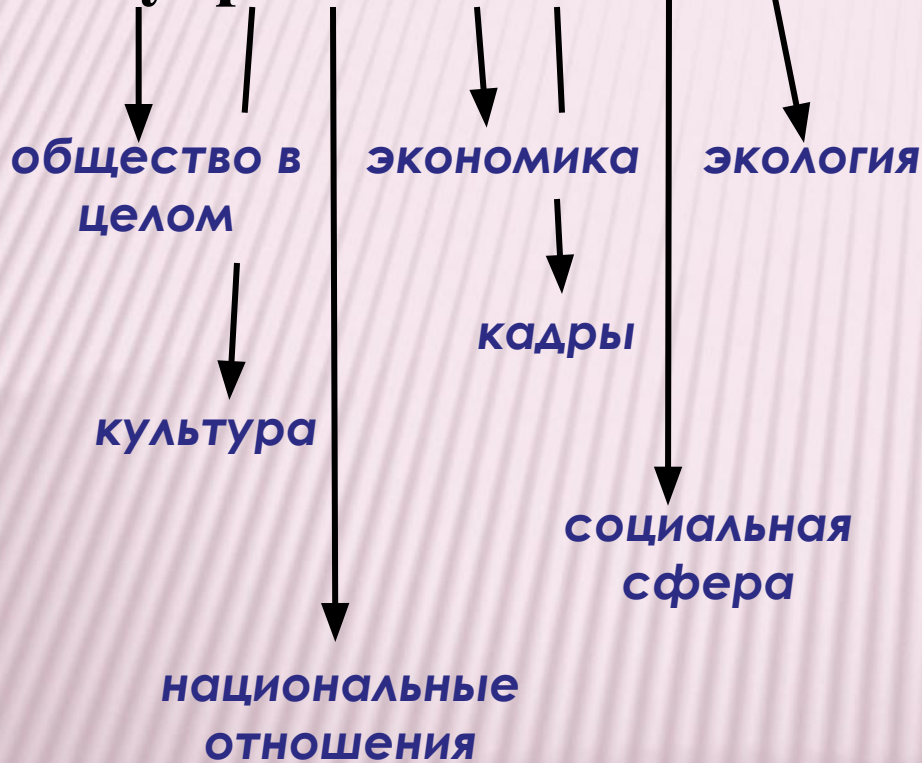 общество в
целом
экономика
экология
кадры
культура
социальная
сфера
национальные
отношения